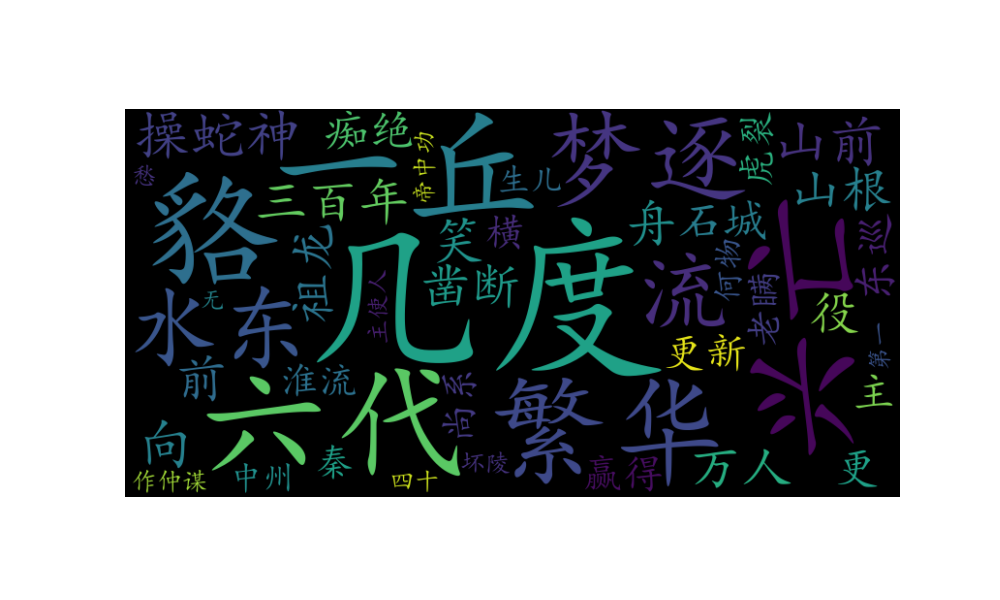 操蛇神
痴绝
帝中功
一丘
生儿
梦逐
虎裂
山前
愁
貉
三百年
山根
祖龙
笑
横
舟石城
几度
凿断
主使人
流
何物
老瞒
兴亡
东巡
水东
无
役
更新
第一
前
淮流
六代
尚系
繁华
主
向
中州
秦
坏陵
赢得
万人
更
作仲谋
四十